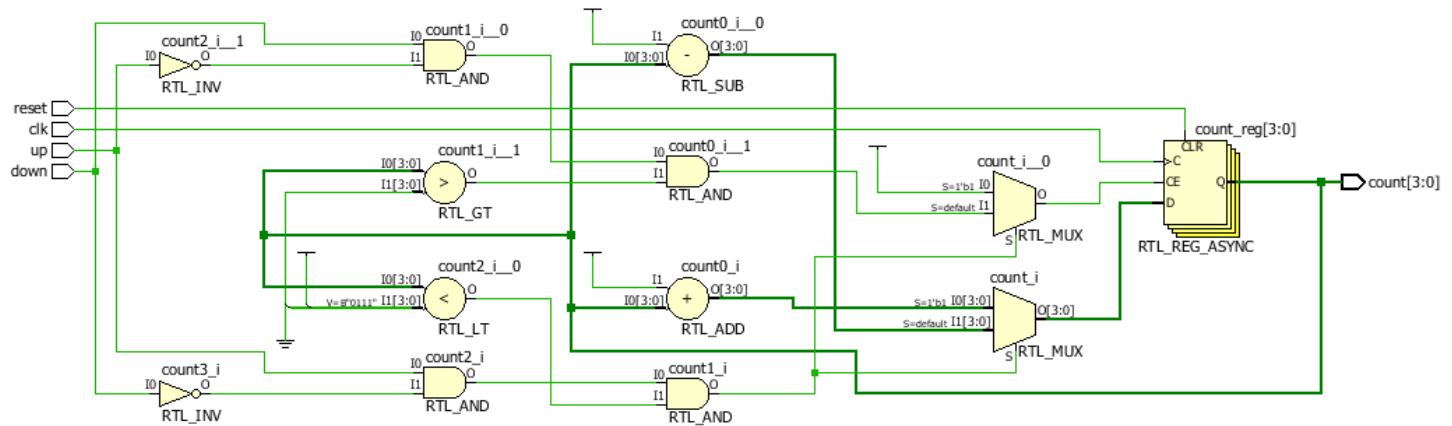 count2_i__1
I0
O
RTL_INV
count1_i__0
I0
I1
O
RTL_AND
count0_i__0
I1
I0[3:0]
-
O[3:0]
RTL_SUB
reset
clk
up
down
count1_i__1
I0[3:0]
I1[3:0]
>
O
RTL_GT
count0_i__1
I0
I1
O
RTL_AND
count_i__0
S=1'b1 I0
S=default I1
O
S
RTL_MUX
count_reg[3:0]
CLR
C
CE
D
Q
RTL_REG_ASYNC
count[3:0]
count2_i__0
I0[3:0]
V=B"0111" I1[3:0]
<
O
RTL_LT
count0_i
I1
I0[3:0]
+
O[3:0]
RTL_ADD
count_i
S=1'b1 I0[3:0]
S=default I1[3:0]
O[3:0]
S
RTL_MUX
count3_i
I0
O
RTL_INV
count2_i
I0
I1
O
RTL_AND
count1_i
I0
I1
O
RTL_AND